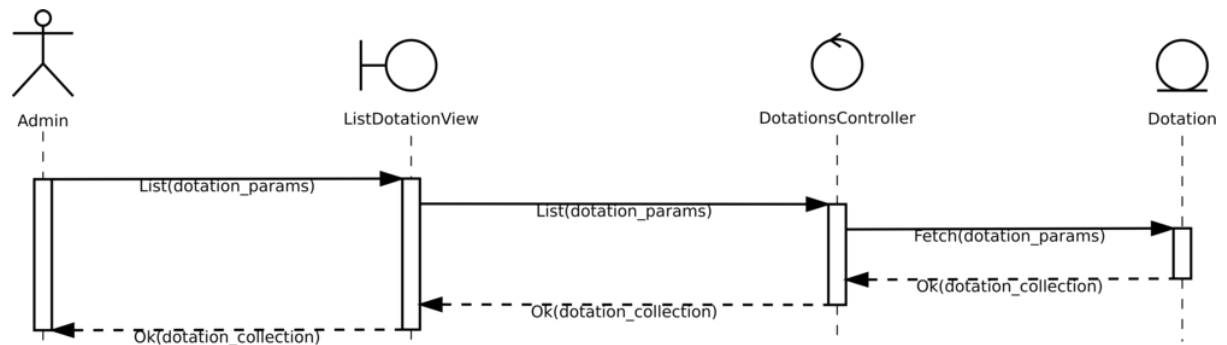 Admin
ListDotationView
DotationsController
Dotation
List(dotation_params)
List(dotation_params)
Fetch(dotation_params)
Ok(dotation_collection)
Ok(dotation_collection)
Ok(dotation_collection)